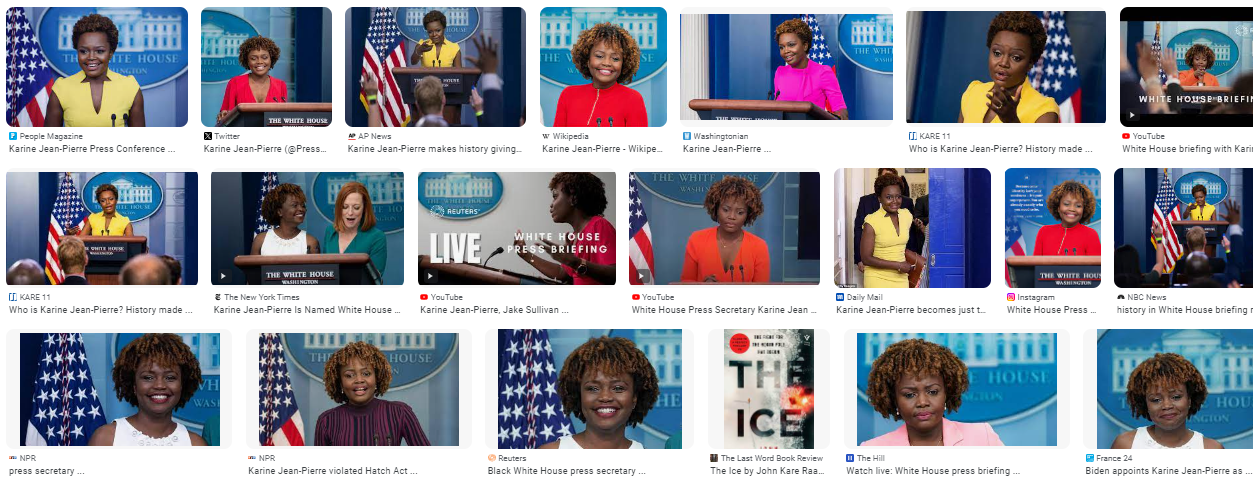 THE WHITE HOUSE
WASHINGTON
THE WHITE HOUSE
THE WHITE HOUSE
WHITE HOUSE BRIEFIN
People Magazine
Karine Jean-Pierre Press Conference ...
Twitter
Karine Jean-Pierre (@Press...
AP News
Karine Jean-Pierre makes history giving...
Wikipedia
Karine Jean-Pierre - Wikipe...
Washingtonian
Karine Jean-Pierre ...
KARE 11
Who is Karine Jean-Pierre? History made ...
YouTube
White House briefing with Kari
THE WHITE HOUSE
WASHINGTON
THE WHITE HOUSE
WASHINGTON
REUTERS
LIVE
WHITE HOUSE
PRESS BRIEFING
THE WHITE HOUSE
WASHINGTON
THE WHITE HOUSE
KARE 11
Who is Karine Jean-Pierre? History made ...
The New York Times
Karine Jean-Pierre Is Named White House ...
YouTube
Karine Jean-Pierre, Jake Sullivan ...
YouTube
White House Press Secretary Karine Jean ...
Daily Mail
Karine Jean-Pierre becomes just t...
Instagram
White House Press ...
NBC News
history in White House briefing r
THE
ICE
NPR
press secretary ...
NPR
Karine Jean-Pierre violated Hatch Act ...
Reuters
Black White House press secretary ...
The Last Word Book Review
The Ice by John Kare Raa...
The Hill
Watch live: White House press briefing ...
France 24
Biden appoints Karine Jean-Pierre as ...